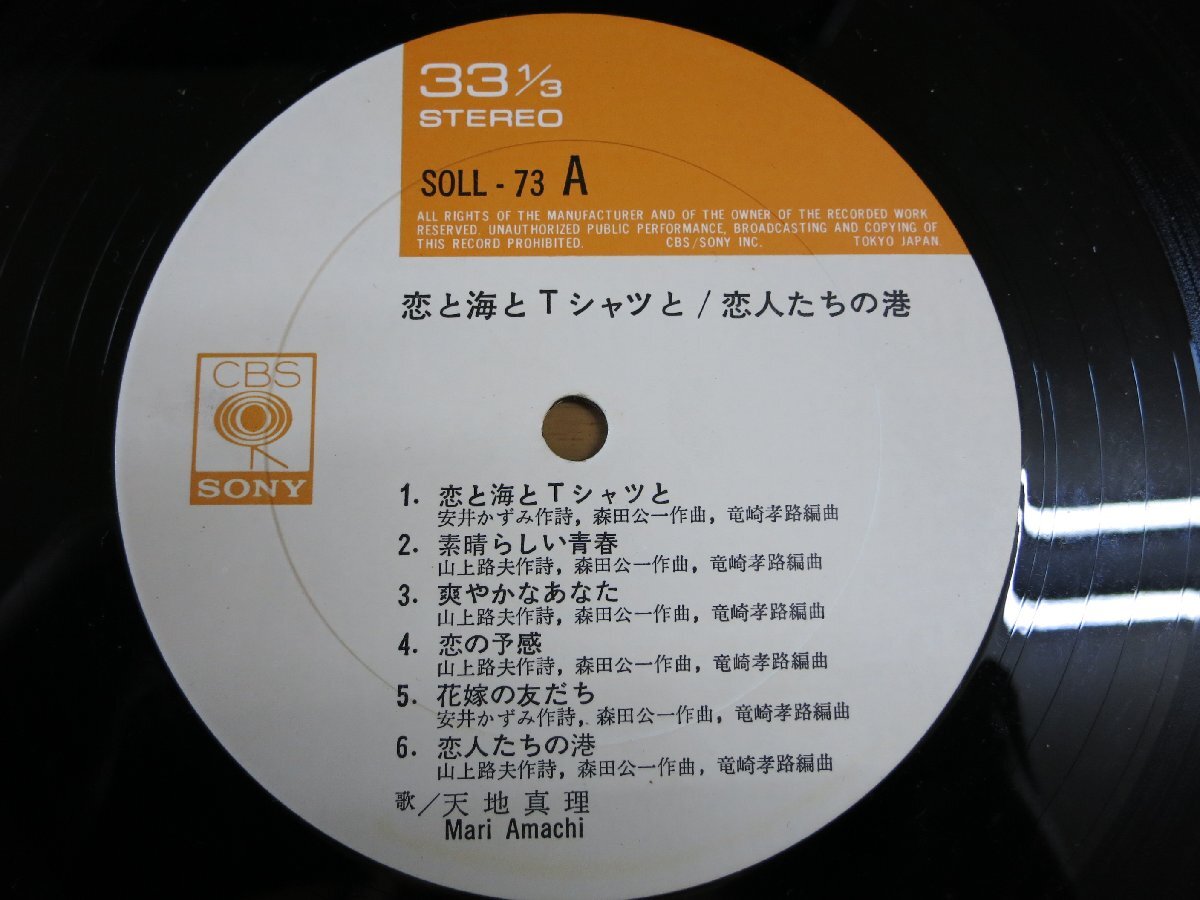 33 1/3
STEREO
SOLL - 73 A
ALL RIGHTS OF THE MANUFACTURER AND OF THE OWNER OF THE RECORDED WORK
RESERVED. UNAUTHORIZED PUBLIC PERFORMANCE, BROADCASTING AND COPYING OF
THIS RECORD PROHIBITED. CBS/SONY INC. TOKYO JAPAN
恋と海とTシャツと/恋人たちの港
CBS
SONY
1. 恋と海とTシャツと
安井かずみ作詩, 森田公一作曲, 竜崎孝路編曲
2. 素晴らしい青春
山上路夫作詩, 森田公一作曲, 竜崎孝路編曲
3. 爽やかなあなた
山上路夫作詩, 森田公一作曲, 竜崎孝路編曲
4. 恋の予感
山上路夫作詩, 森田公一作曲, 竜崎孝路編曲
5. 花嫁の友だち
安井かずみ作詩, 森田公一作曲, 竜崎孝路編曲
6. 恋人たちの港
山上路夫作詩, 森田公一作曲, 竜崎孝路編曲
歌/天地真理
Mari Amachi